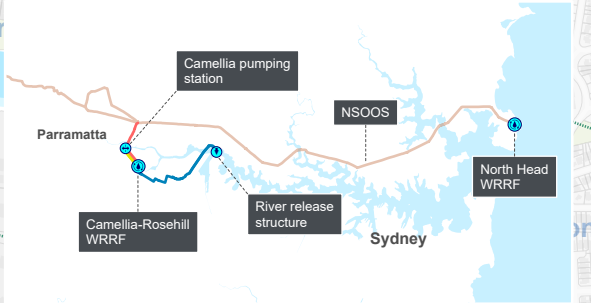 Camellia pumping
station
NSOOS
Parramatta
North Head
WRRF
River release
structure
Camellia-Rosehill
WRRF
Sydney